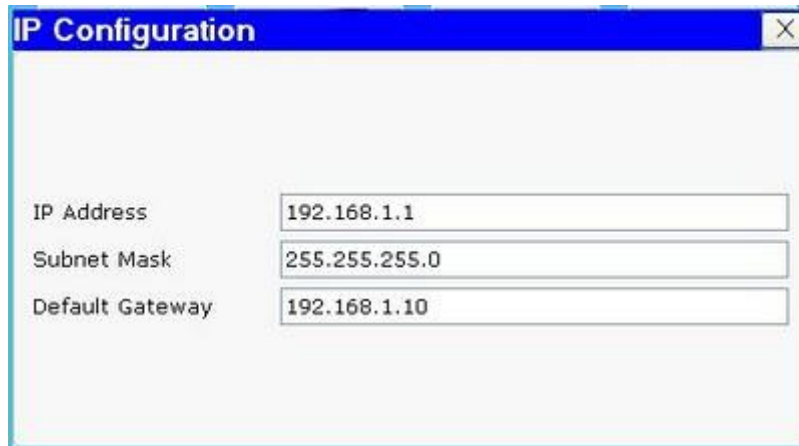 IP Configuration
IP Address 192.168.1.1
Subnet Mask 255.255.255.0
Default Gateway 192.168.1.10